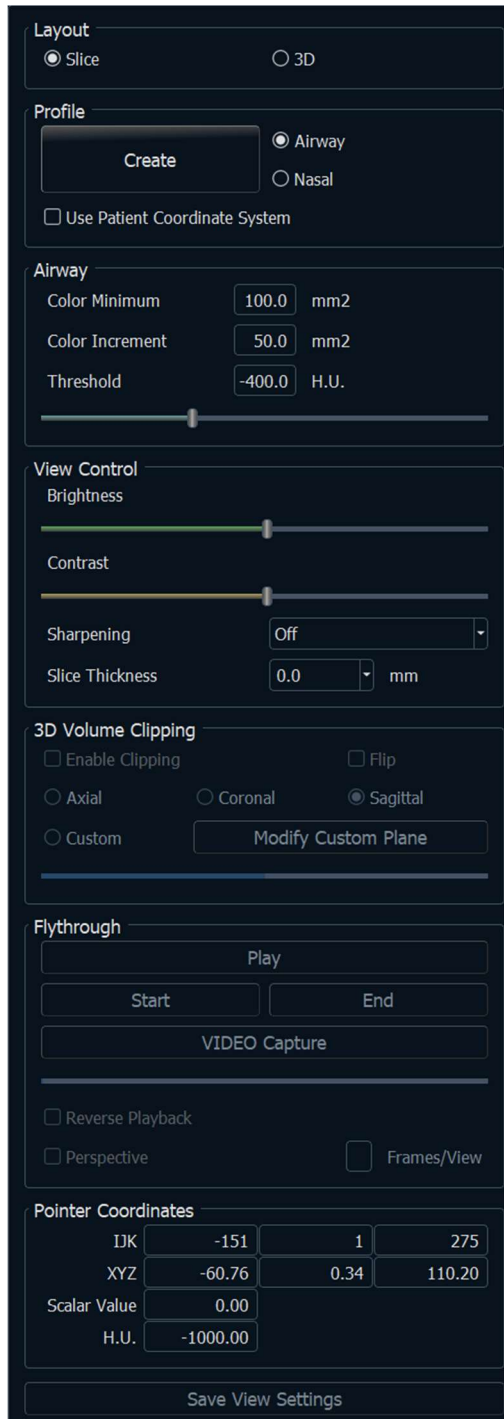 Layout
Slice 3D
Profile
Create Airway
Nasal
Use Patient Coordinate System
Airway
Color Minimum 100.0 mm2
Color Increment 50.0 mm2
Threshold -400.0 H.U.
View Control
Brightness
Contrast
Sharpening Off
Slice Thickness 0.0 mm
3D Volume Clipping
Enable Clipping Flip
Axial Coronal Sagittal
Custom Modify Custom Plane
Flythrough
Play
Start End
VIDEO Capture
Reverse Playback
Perspective Frames/View
Pointer Coordinates
IJK -151 1 275
XYZ -60.76 0.34 110.20
Scalar Value 0.00
H.U. -1000.00
Save View Settings